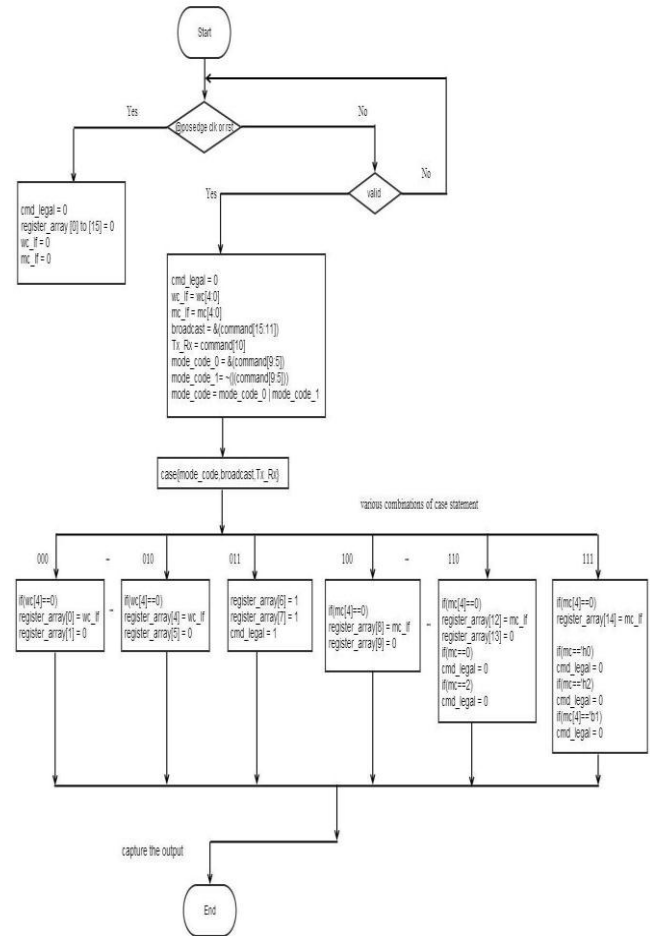 Start
Yes
@posedge clk or rst
No
valid
No
Yes
cmd_legal = 0
register_array [0] to [15] = 0
wc_lf = 0
mc_lf = 0
cmd_legal = 0
wc_lf = wc[4:0]
mc_lf = mc[4:0]
broadcast = &(command[15:11])
Tx_Rx = command[10]
mode_code_0 = &(command[9:5])
mode_code_1= ~(|(command[9:5]))
mode_code = mode_code_0 | mode_code_1
case{mode_code,broadcast,Tx_Rx}
various combinations of case statement
000
–
010
011
100
–
110
111
if(wc[4]==0)
register_array[0] = wc_lf
register_array[1] = 0
–
if(wc[4]==0)
register_array[4] = wc_lf
register_array[5] = 0
register_array[6] = 1
register_array[7] = 1
cmd_legal = 1
if(mc[4]==0)
register_array[8] = mc_lf
register_array[9] = 0
–
if(mc[4]==0)
register_array[12] = mc_lf
register_array[13] = 0
if(mc==0)
cmd_legal = 0
if(mc==2)
cmd_legal = 0
if(mc[4]==0)
register_array[14] = mc_lf
if(mc=='h0)
cmd_legal = 0
if(mc=='h2)
cmd_legal = 0
if(mc[4]=='b1)
cmd_legal = 0
capture the output
End